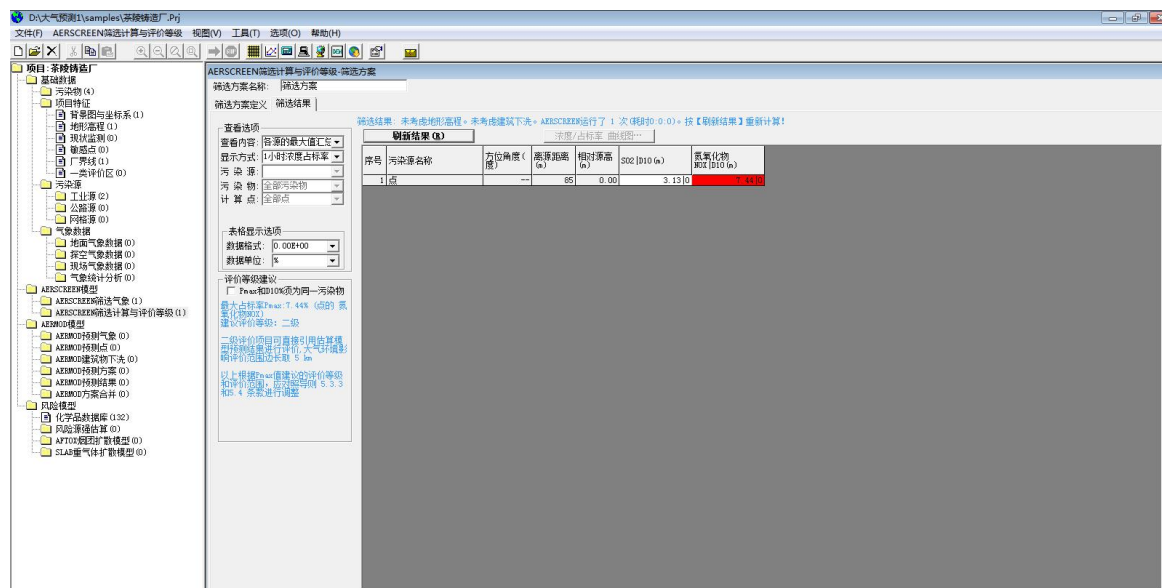 D:\大气预测1\samples\茶陵铸造厂.Prj
文件(F) AERSCREEN筛选计算与评价等级 视图(V) 工具(T) 选项(O) 帮助(H)
项目:茶陵铸造厂
基础数据
污染物(4)
项目特征
背景图与坐标系(1)
地形高程(1)
现状监测(0)
敏感点(0)
厂界线(1)
一类评价区(0)
污染源
工业源(2)
公路源(0)
网格源(0)
气象数据
地面气象数据(0)
探空气象数据(0)
现场气象数据(0)
气象统计分析(0)
AERSCREEN模型
AERSCREEN筛选气象(1)
AERSCREEN筛选计算与评价等级(1)
AERMOD模型
AERMOD预测气象(0)
AERMOD预测点(0)
AERMOD建筑物下洗(0)
AERMOD预测方案(0)
AERMOD预测结果(0)
AERMOD方案合并(0)
风险模型
化学品数据库(132)
风险源强估算(0)
AFTOX烟团扩散模型(0)
SLAB重气体扩散模型(0)
AERSCREEN筛选计算与评价等级-筛选方案
筛选方案名称: 筛选方案
筛选方案定义 筛选结果
查看选项
查看内容: 各源的最大值汇总
显示方式: 1小时浓度占标率
污 染 源:
污 染 物: 全部污染物
计 算 点: 全部点
表格显示选项
数据格式: 0.00E+00
数据单位: %
评价等级建议
Pmax和D10%须为同一污染物
最大占标率Pmax:7.44% (点的 氮
氧化物NOX)
建议评价等级: 二级
二级评价项目可直接引用估算模
型预测结果进行评价,大气环境影
响评价范围边长取 5 km
以上根据Pmax值建议的评价等级
和评价范围, 应对照导则 5.3.3
和5.4 条款进行调整
筛选结果: 未考虑地形高程。未考虑建筑下洗。AERSCREEN运行了 1 次(耗时0:0:0)。按【刷新结果】重新计算!
刷新结果(R) 浓度/占标率 曲线图…
序号 污染源名称 方位角度(度) 离源距离(m) 相对源高(m) SO2|D10(m) 氮氧化物NOX|D10(m)
1 点 -- 85 0.00 3.13|0 7.44|0